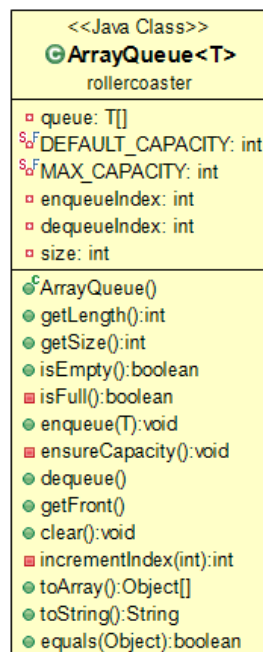 <<Java Class>>
ArrayQueue<T>
rollercoaster
queue: T[]
DEFAULT_CAPACITY: int
MAX_CAPACITY: int
enqueueIndex: int
dequeueIndex: int
size: int
ArrayQueue()
getLength():int
getSize():int
isEmpty():boolean
isFull():boolean
enqueue(T):void
ensureCapacity():void
dequeue()
getFront()
clear():void
incrementIndex(int):int
toArray():Object[]
toString():String
equals(Object):boolean